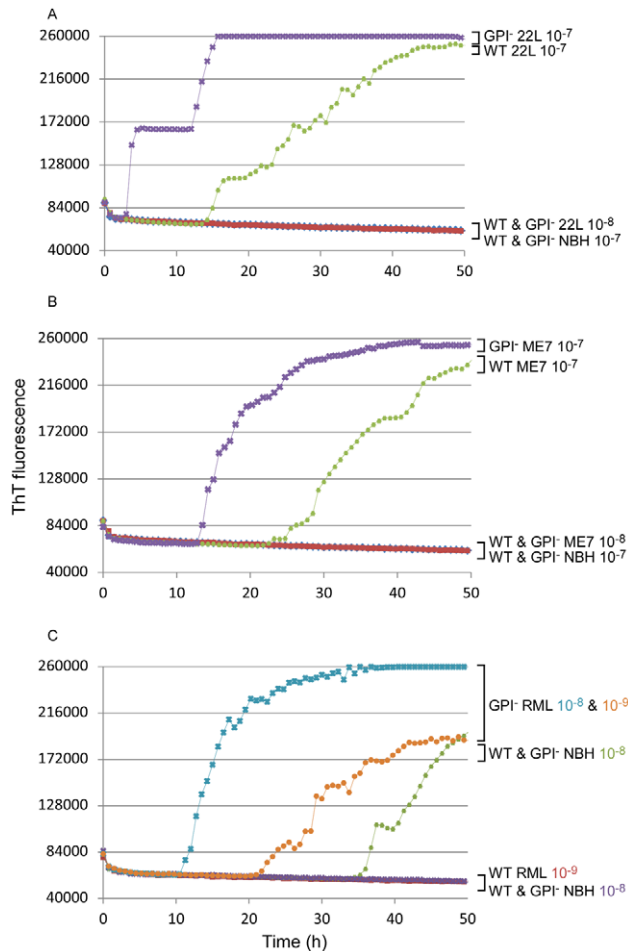 A
260000
216000
172000
128000
84000
40000
0 10 20 30 40 50
GPI- 22L 10-7
WT 22L 10-7
WT & GPI- 22L 10-8
WT & GPI- NBH 10-7
B
ThT fluorescence
260000
216000
172000
128000
84000
40000
0 10 20 30 40 50
GPI- ME7 10-7
WT ME7 10-7
WT & GPI- ME7 10-8
WT & GPI- NBH 10-7
C
260000
216000
172000
128000
84000
40000
0 10 20 30 40 50
Time (h)
GPI- RML 10-8 & 10-9
WT & GPI- NBH 10-8
WT RML 10-9
WT & GPI- NBH 10-8